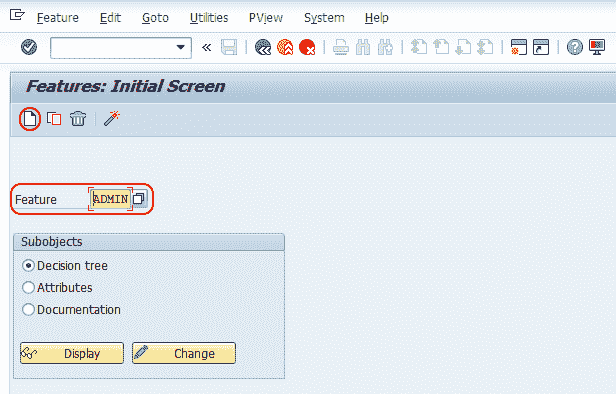 Feature Edit Goto Utilities PView System Help
Features: Initial Screen
Feature ADMIN
Subobjects
Decision tree
Attributes
Documentation
Display Change